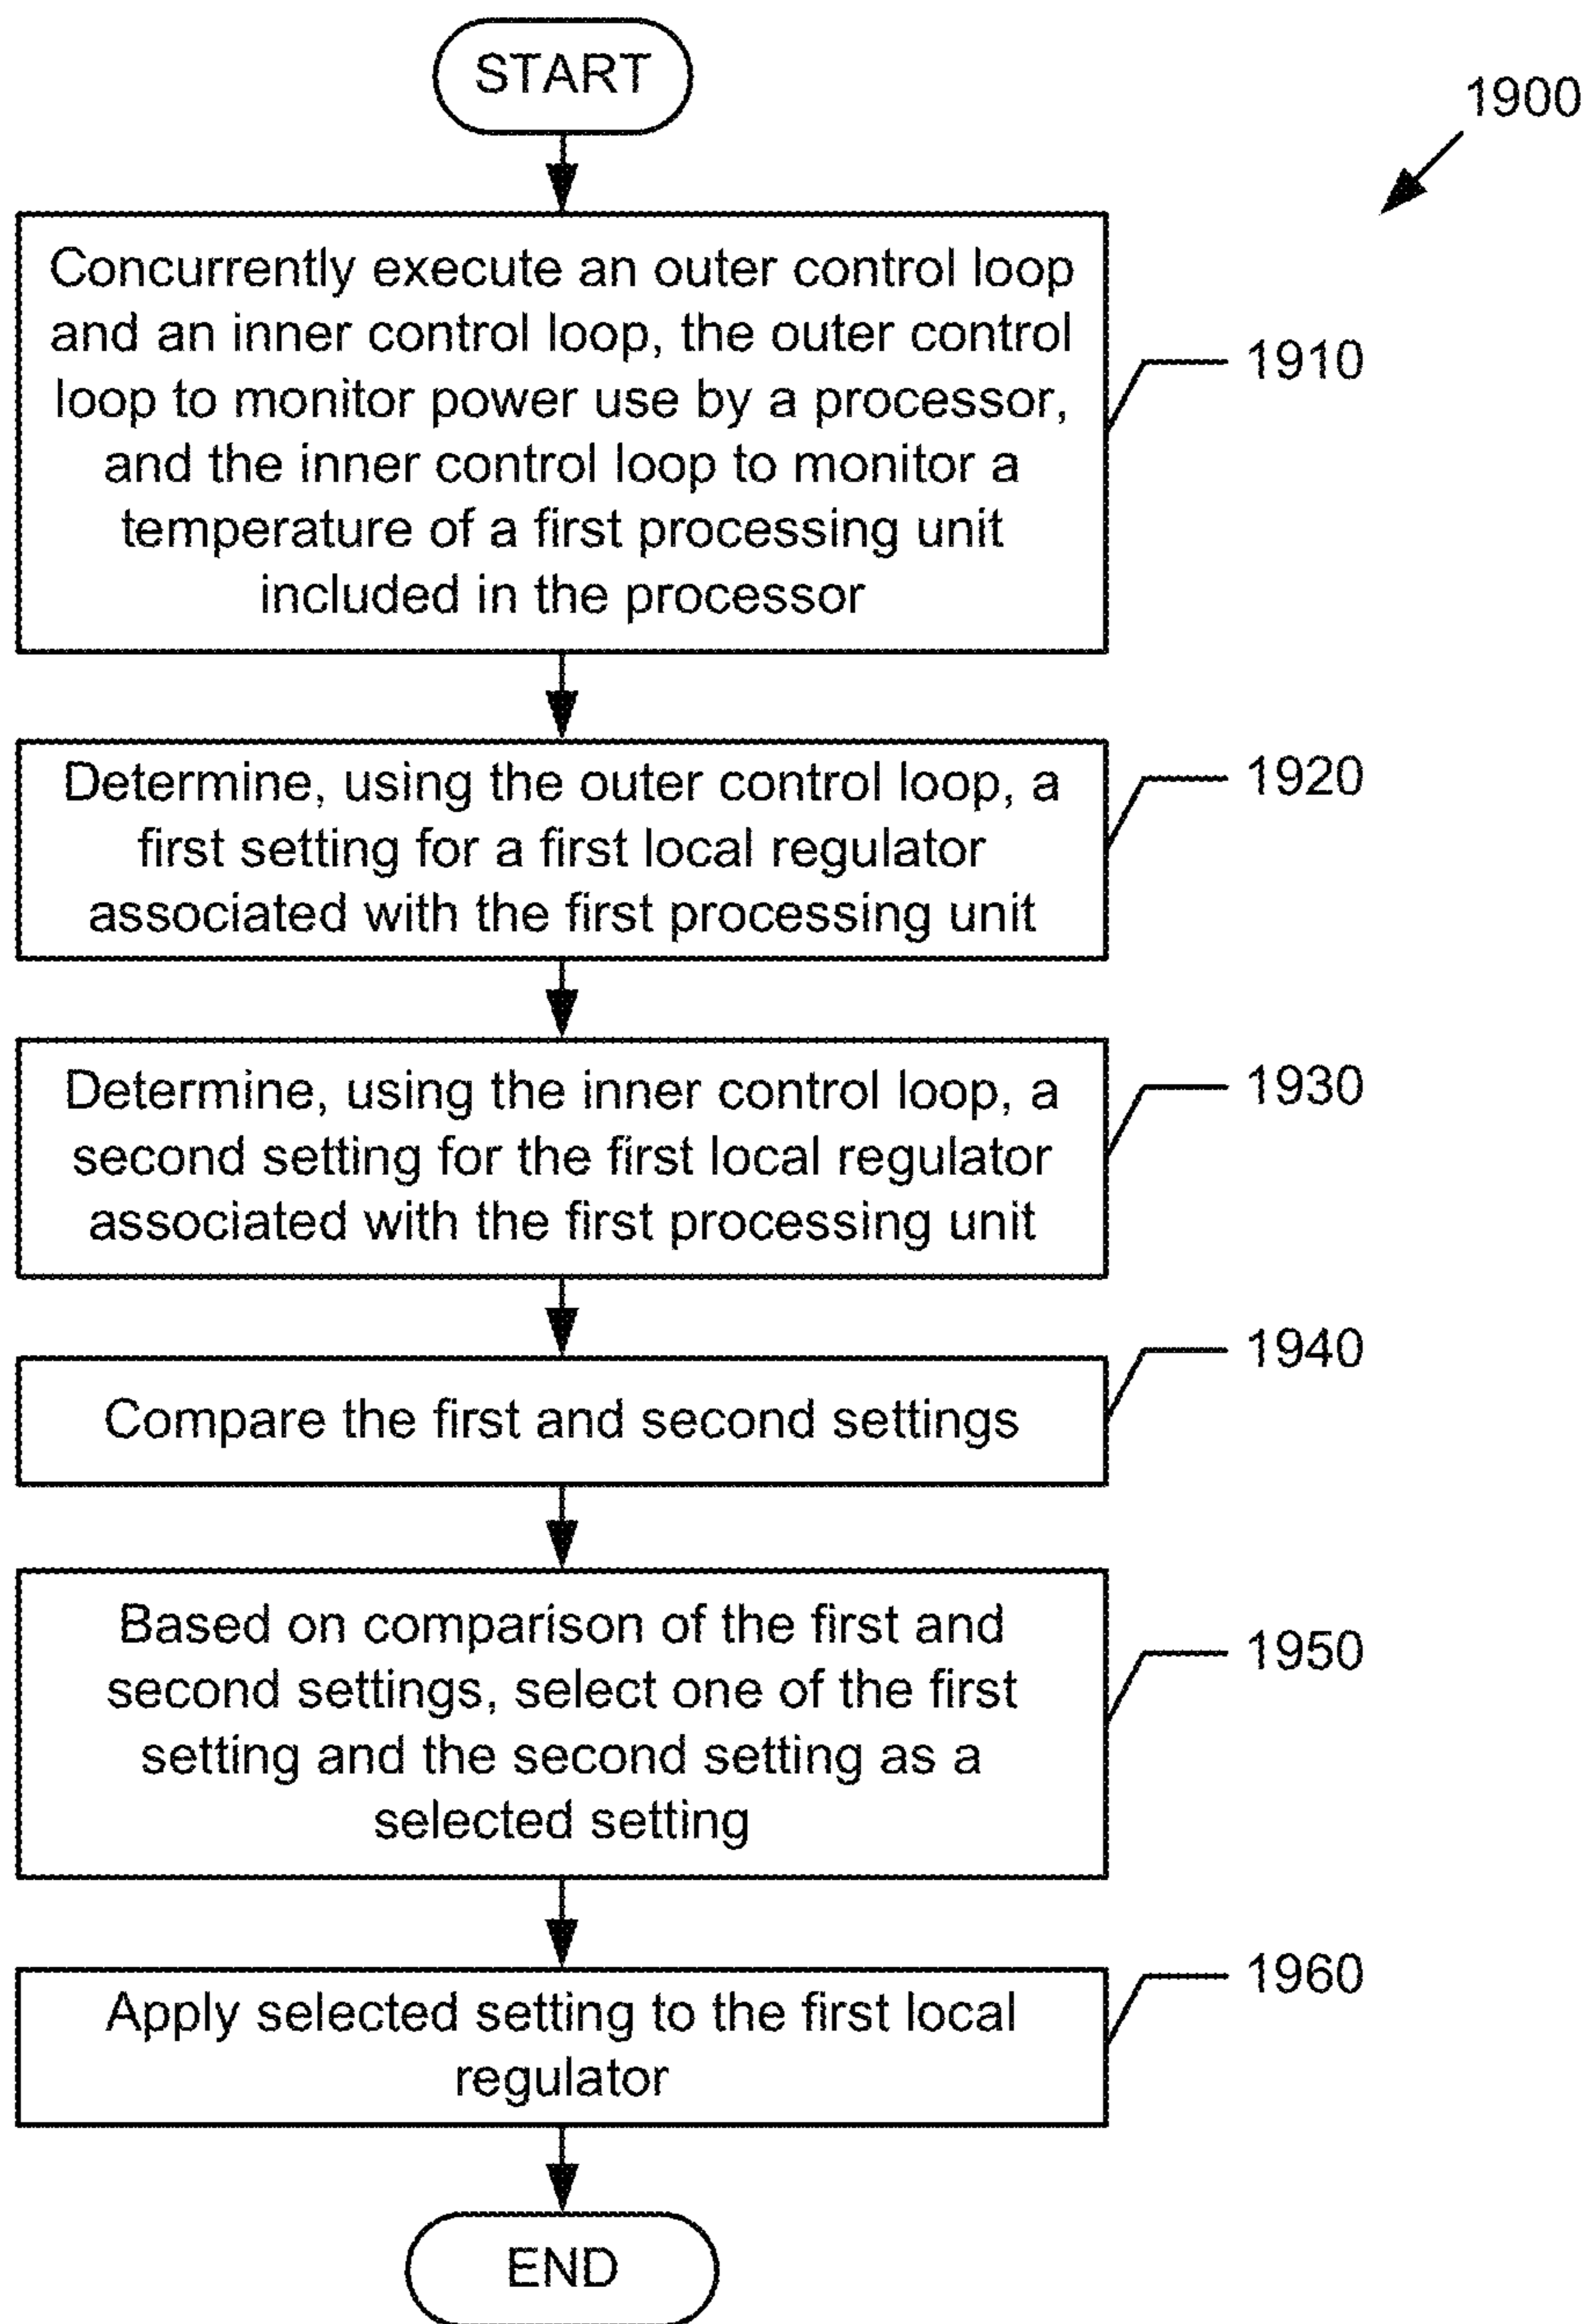 START
1900
Concurrently execute an outer control loop
and an inner control loop, the outer control
loop to monitor power use by a processor,
and the inner control loop to monitor a
temperature of a first processing unit
included in the processor
1910
Determine, using the outer control loop, a
first setting for a first local regulator
associated with the first processing unit
1920
Determine, using the inner control loop, a
second setting for the first local regulator
associated with the first processing unit
1930
Compare the first and second settings
1940
Based on comparison of the first and
second settings, select one of the first
setting and the second setting as a
selected setting
1950
Apply selected setting to the first local
regulator
1960
END